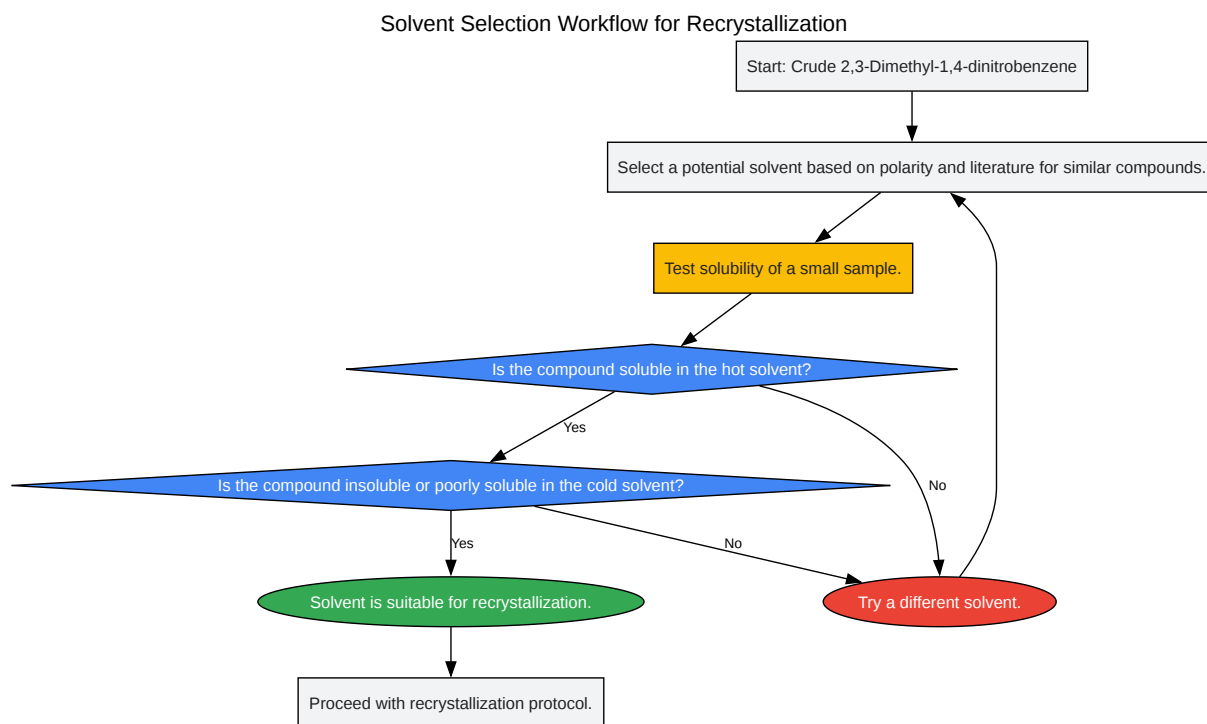 Solvent Selection Workflow for Recrystallization
Start: Crude 2,3-Dimethyl-1,4-dinitrobenzene
Select a potential solvent based on polarity and literature for similar compounds.
Test solubility of a small sample.
Is the compound soluble in the hot solvent?
Yes
Is the compound insoluble or poorly soluble in the cold solvent?
No
Yes
No
Solvent is suitable for recrystallization.
Try a different solvent.
Proceed with recrystallization protocol.